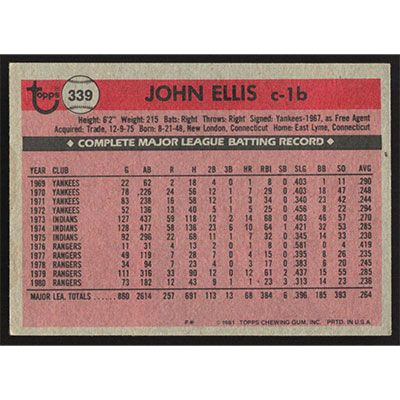 Topps
339
JOHN ELLIS c-1b
Height: 6'2" Weight: 215 Bats: Right Throws: Right Signed: Yankees-1967, as Free Agent
Acquired: Trade, 12-9-75 Born: 8-21-48, New London, Connecticut Home: East Lyme, Connecticut
COMPLETE MAJOR LEAGUE BATTING RECORD
YEAR CLUB G AB R H 2B 3B HR RBI SB SLG BB SO AVG
1969 YANKEES 22 62 2 18 4 0 1 8 0 .403 1 11 .290
1970 YANKEES 78 226 24 56 12 1 7 29 0 .403 18 47 .248
1971 YANKEES 83 238 16 58 12 1 3 34 0 .340 23 42 .244
1972 YANKEES 52 136 13 40 5 1 5 25 0 .456 8 22 .294
1973 INDIANS 127 437 59 118 12 2 14 68 0 .403 46 57 .270
1974 INDIANS 128 477 58 136 23 6 10 64 1 .421 32 53 .285
1975 INDIANS 92 296 22 68 11 1 7 32 0 .345 14 33 .230
1976 RANGERS 11 31 4 13 2 0 1 8 0 .581 0 4 .419
1977 RANGERS 49 119 7 28 7 0 4 15 0 .395 8 26 .235
1978 RANGERS 34 94 7 23 4 0 3 17 0 .383 6 20 .245
1979 RANGERS 111 316 33 90 12 0 12 61 2 .437 15 55 .285
1980 RANGERS 73 182 12 43 9 1 1 23 3 .313 14 23 .236
MAJOR LEA. TOTALS 860 2614 257 691 113 13 68 384 6 .396 185 393 .264
© 1981 TOPPS CHEWING GUM, INC. PRTD. IN U.S.A.